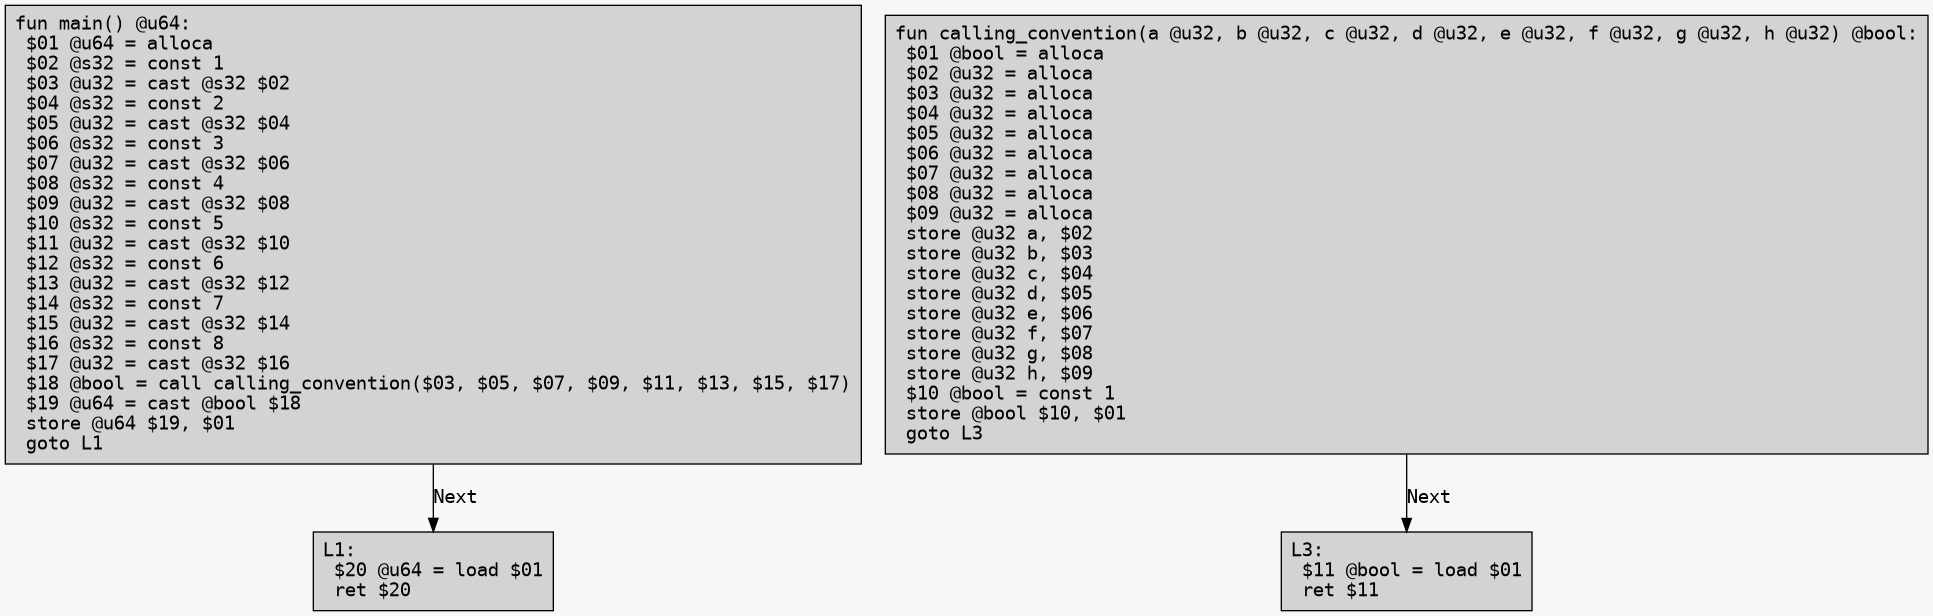 fun main() @u64:
$01 @u64 = alloca
$02 @s32 = const 1
$03 @u32 = cast @s32 $02
$04 @s32 = const 2
$05 @u32 = cast @s32 $04
$06 @s32 = const 3
$07 @u32 = cast @s32 $06
$08 @s32 = const 4
$09 @u32 = cast @s32 $08
$10 @s32 = const 5
$11 @u32 = cast @s32 $10
$12 @s32 = const 6
$13 @u32 = cast @s32 $12
$14 @s32 = const 7
$15 @u32 = cast @s32 $14
$16 @s32 = const 8
$17 @u32 = cast @s32 $16
$18 @bool = call calling_convention($03, $05, $07, $09, $11, $13, $15, $17)
$19 @u64 = cast @bool $18
store @u64 $19, $01
goto L1
Next
L1:
$20 @u64 = load $01
ret $20
fun calling_convention(a @u32, b @u32, c @u32, d @u32, e @u32, f @u32, g @u32, h @u32) @bool:
$01 @bool = alloca
$02 @u32 = alloca
$03 @u32 = alloca
$04 @u32 = alloca
$05 @u32 = alloca
$06 @u32 = alloca
$07 @u32 = alloca
$08 @u32 = alloca
$09 @u32 = alloca
store @u32 a, $02
store @u32 b, $03
store @u32 c, $04
store @u32 d, $05
store @u32 e, $06
store @u32 f, $07
store @u32 g, $08
store @u32 h, $09
$10 @bool = const 1
store @bool $10, $01
goto L3
Next
L3:
$11 @bool = load $01
ret $11